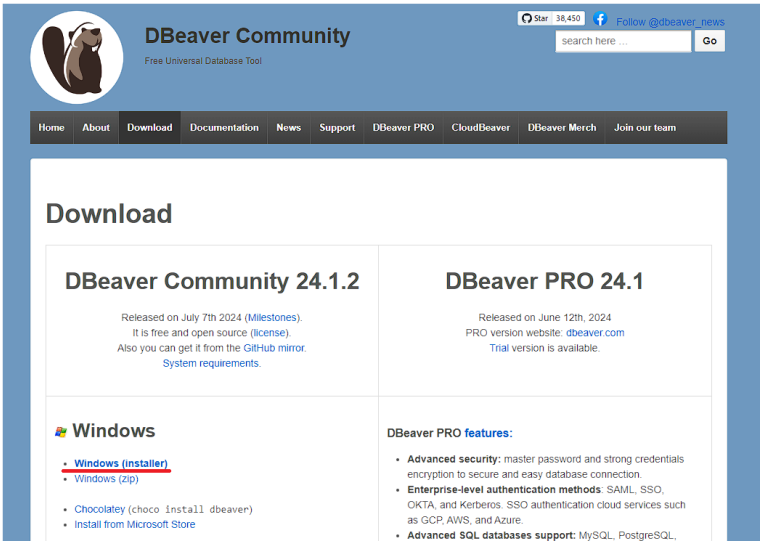 Star 38,450 Follow @dbeaver_news
DBeaver Community
search here ... Go
Free Universal Database Tool
Home About Download Documentation News Support DBeaver PRO CloudBeaver DBeaver Merch Join our team
Download
DBeaver Community 24.1.2
Released on July 7th 2024 (Milestones).
It is free and open source (license).
Also you can get it from the GitHub mirror.
System requirements.
DBeaver PRO 24.1
Released on June 12th, 2024
PRO version website: dbeaver.com
Trial version is available.
Windows
• Windows (installer)
• Windows (zip)
• Chocolatey (choco install dbeaver)
• Install from Microsoft Store
DBeaver PRO features:
• Advanced security: master password and strong credentials
encryption to secure and easy database connection.
• Enterprise-level authentication methods: SAML, SSO,
OKTA, and Kerberos. SSO authentication cloud services such
as GCP, AWS, and Azure.
• Advanced SQL databases support: MySQL, PostgreSQL,